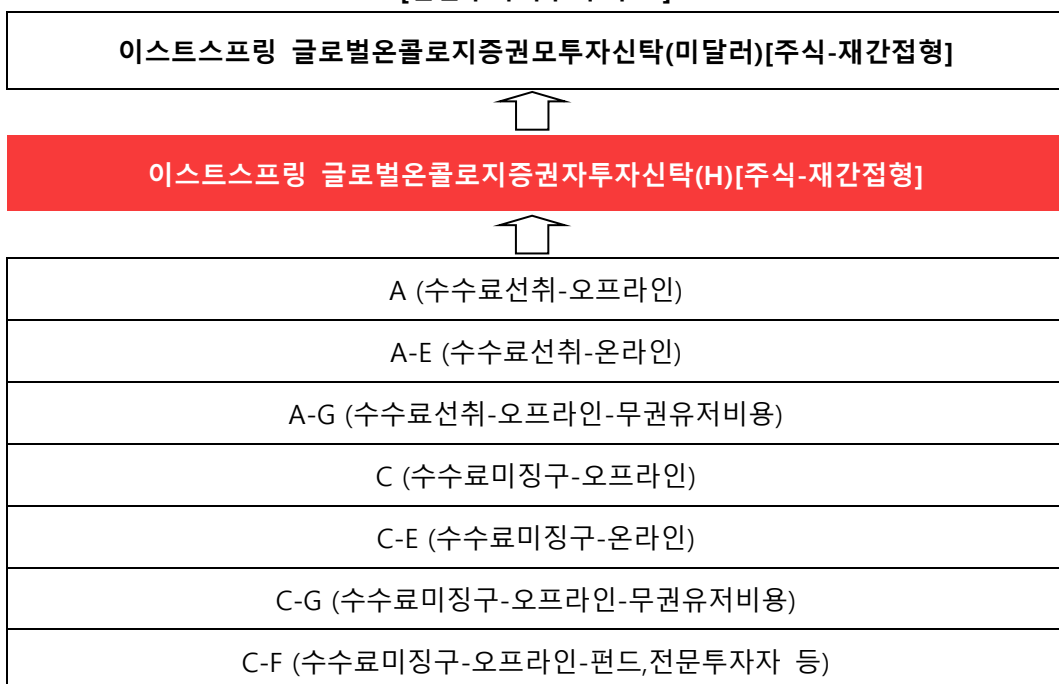 이스트스프링 글로벌온콜로지증권모투자신탁(미달러)[주식-재간접형]
이스트스프링 글로벌온콜로지증권자투자신탁(H)[주식-재간접형]
A (수수료선취-오프라인)
A-E (수수료선취-온라인)
A-G (수수료선취-오프라인-무권유저비용)
C (수수료미징구-오프라인)
C-E (수수료미징구-온라인)
C-G (수수료미징구-오프라인-무권유저비용)
C-F (수수료미징구-오프라인-펀드,전문투자자 등)